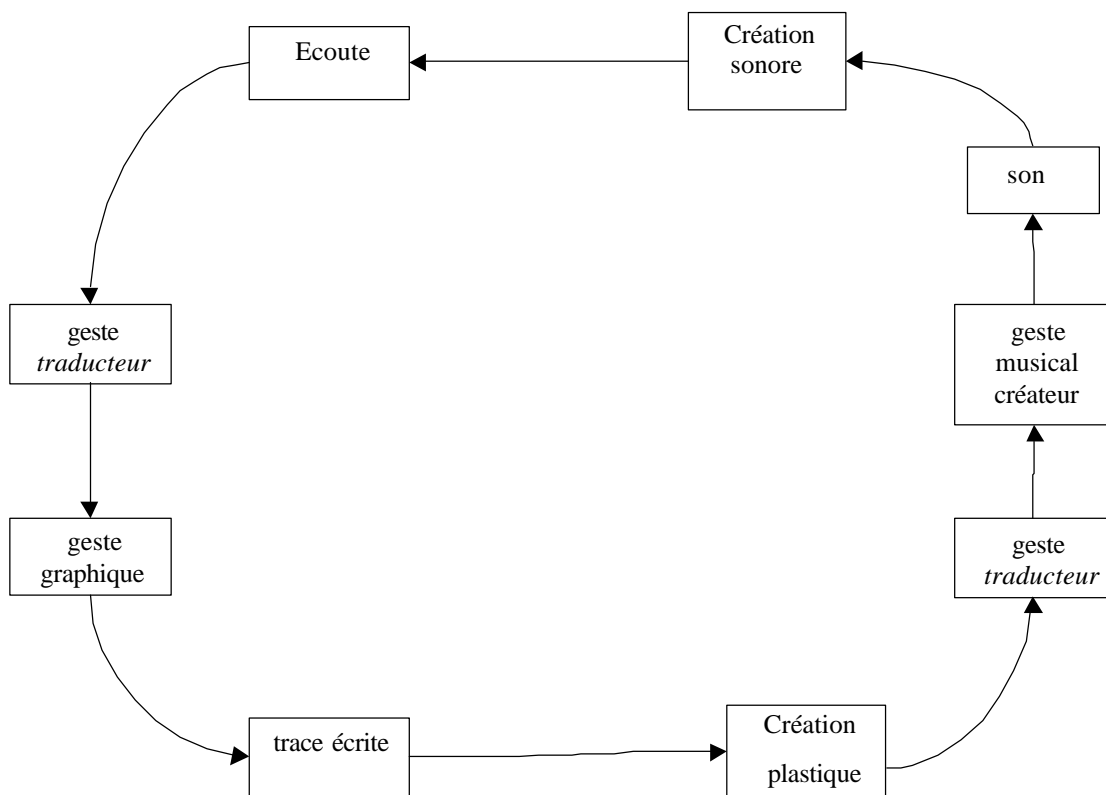 Ecoute
Création
sonore
son
geste
traducteur
geste
musical
créateur
geste
graphique
geste
traducteur
trace écrite
Création
plastique